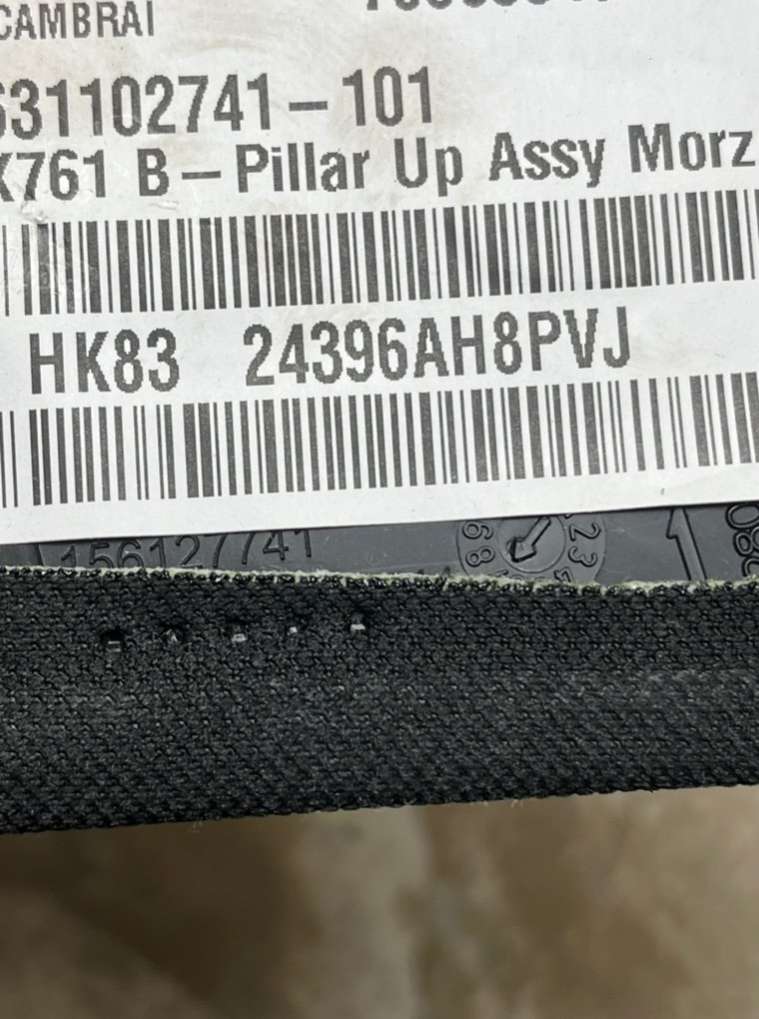 CAMBRAI
631102741-101
X761 B-Pillar Up Assy Morz
HK83 24396AH8PVJ
156127741